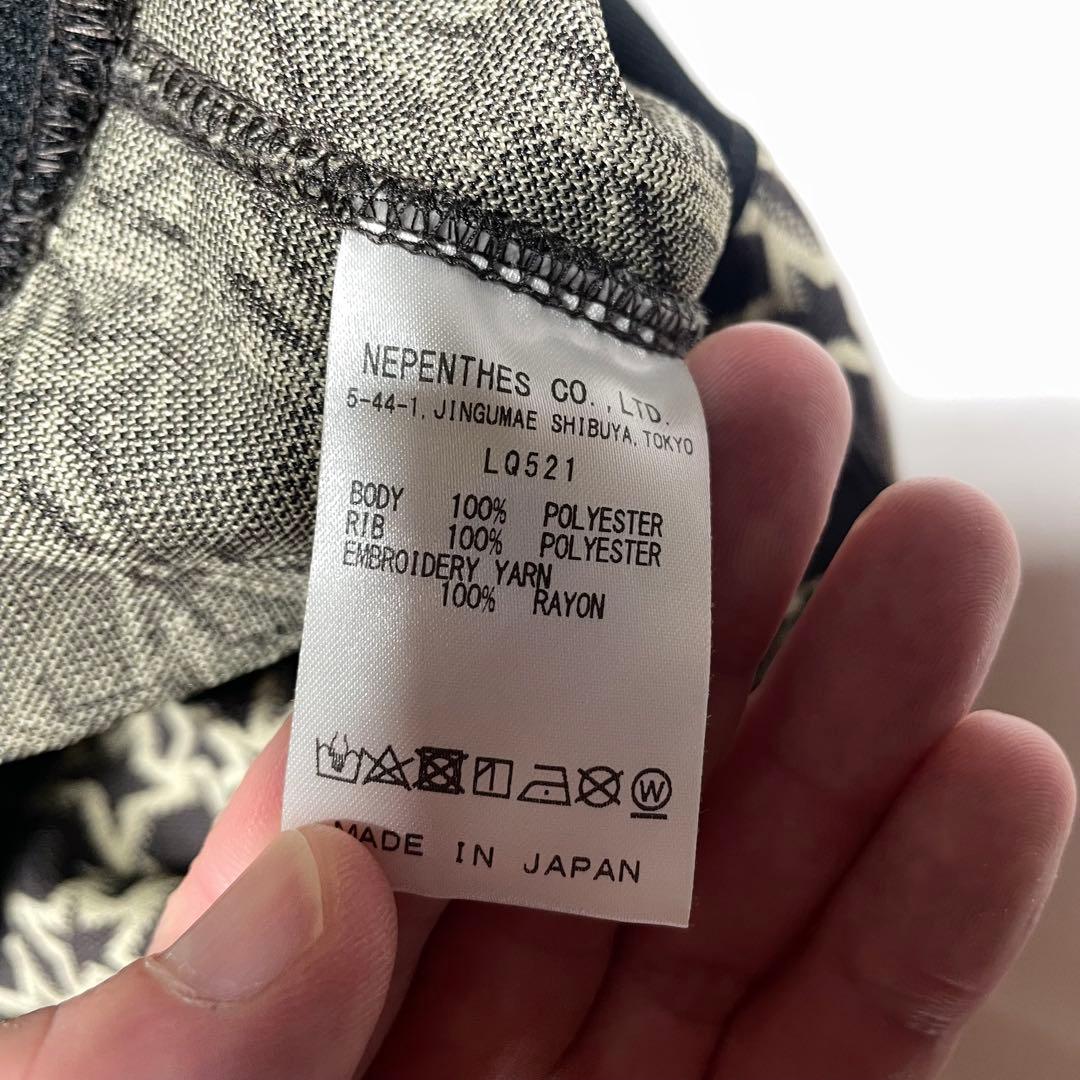 NEPENTHES CO.,LTD.
5-44-1,JINGUMAE SHIBUYA,TOKYO
LQ521
BODY 100% POLYESTER
RIB 100% POLYESTER
EMBROIDERY YARN
100% RAYON
W
MADE IN JAPAN